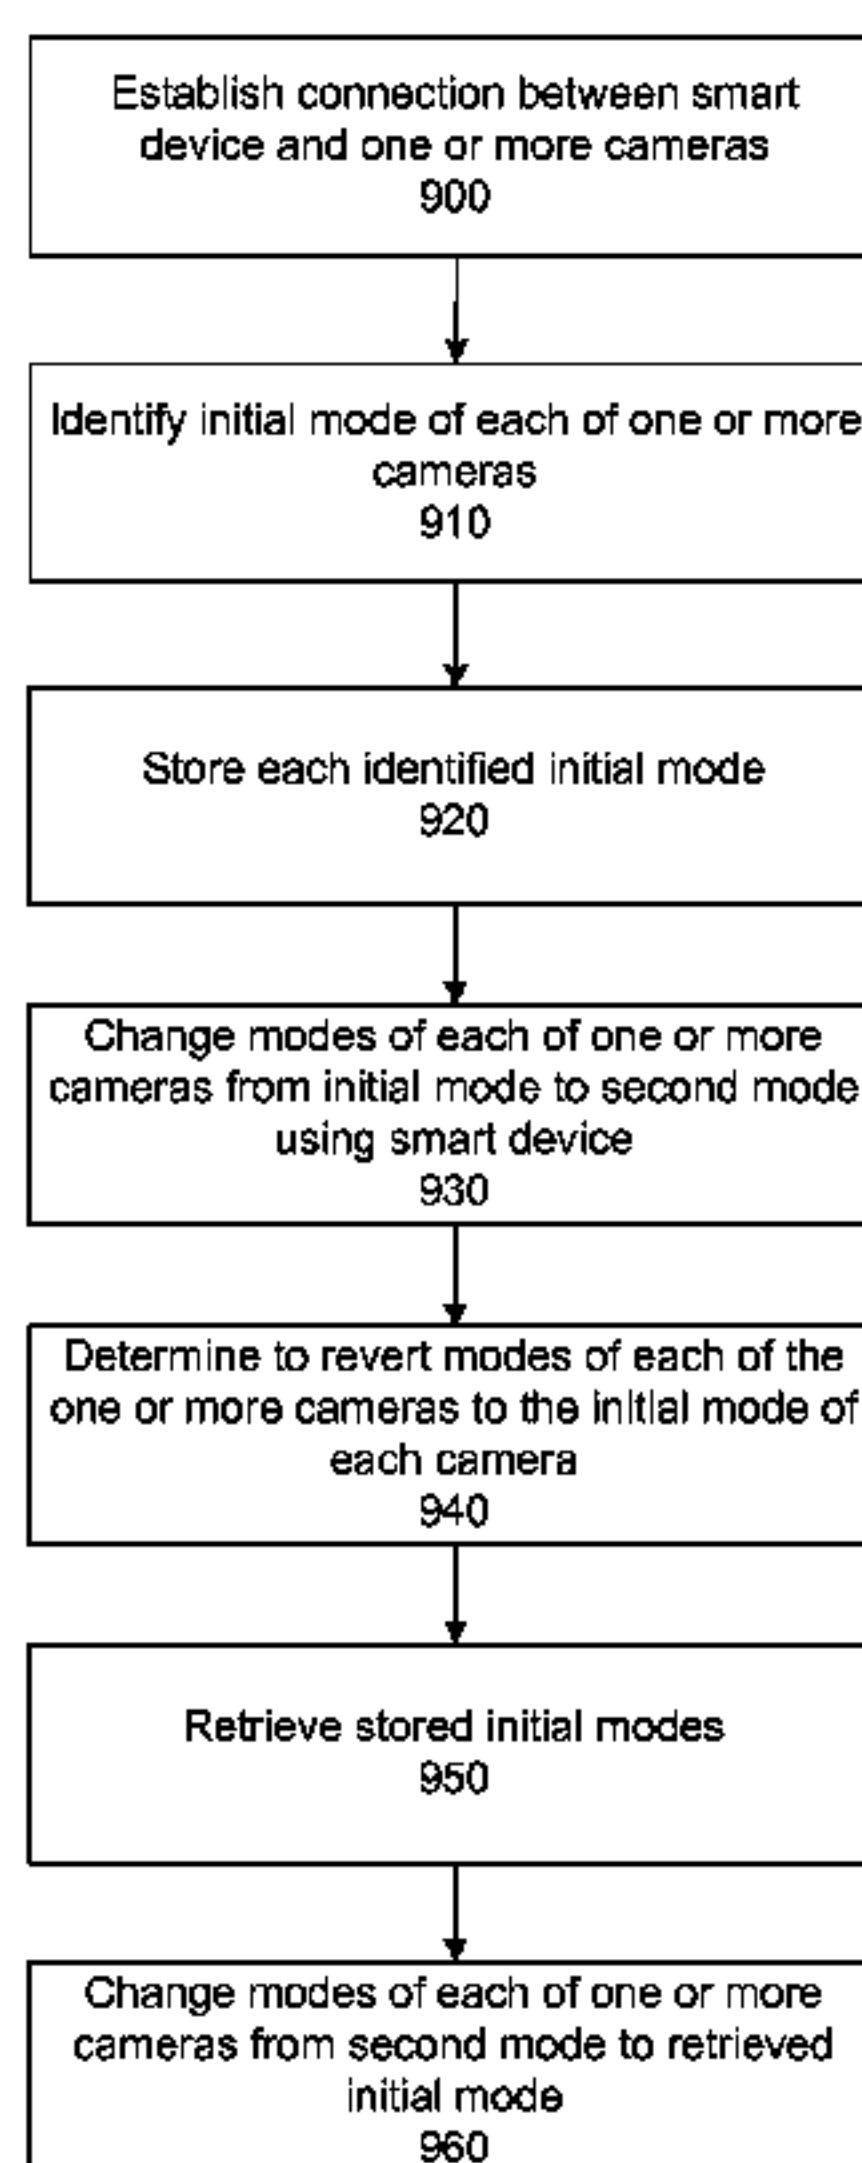 Establish connection between smart
device and one or more cameras
900
Identify initial mode of each of one or more
cameras
910
Store each identified initial mode
920
Change modes of each of one or more
cameras from initial mode to second mode
using smart device
930
Determine to revert modes of each of the
one or more cameras to the initial mode of
each camera
940
Retrieve stored initial modes
950
Change modes of each of one or more
cameras from second mode to retrieved
initial mode
960